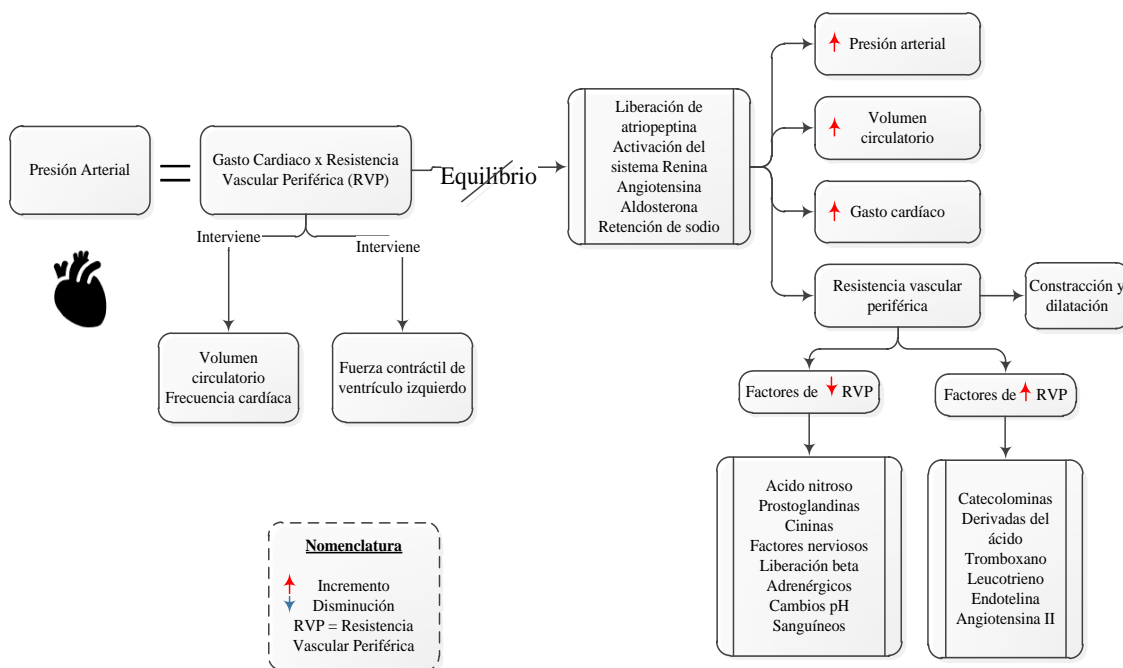 Presión Arterial
Gasto Cardiaco x Resistencia
Vascular Periférica (RVP)
Equilibrio
Interviene
Interviene
Volumen
circulatorio
Frecuencia cardíaca
Fuerza contráctil de
ventrículo izquierdo
Liberación de
atriopeptina
Activación del
sistema Renina
Angiotensina
Aldosterona
Retención de sodio
Presión arterial
Volumen
circulatorio
Gasto cardíaco
Resistencia vascular
periférica
Constracción y
dilatación
Factores de RVP
Factores de RVP
Acido nitroso
Prostoglandinas
Cininas
Factores nerviosos
Liberación beta
Adrenérgicos
Cambios pH
Sanguíneos
Catecolominas
Derivadas del
ácido
Tromboxano
Leucotrieno
Endotelina
Angiotensina II
Nomenclatura
Incremento
Disminución
RVP = Resistencia
Vascular Periférica